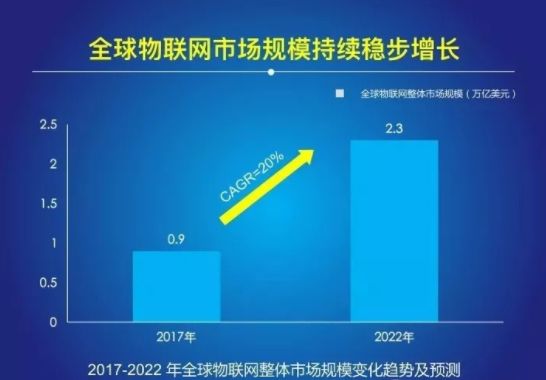 全球物联网市场规模持续稳步增长
全球物联网整体市场规模（万亿美元）
2.5
2
1.5
1
0.5
0
0.9
2.3
CAGR=20%
2017年
2022年
2017-2022 年全球物联网整体市场规模变化趋势及预测